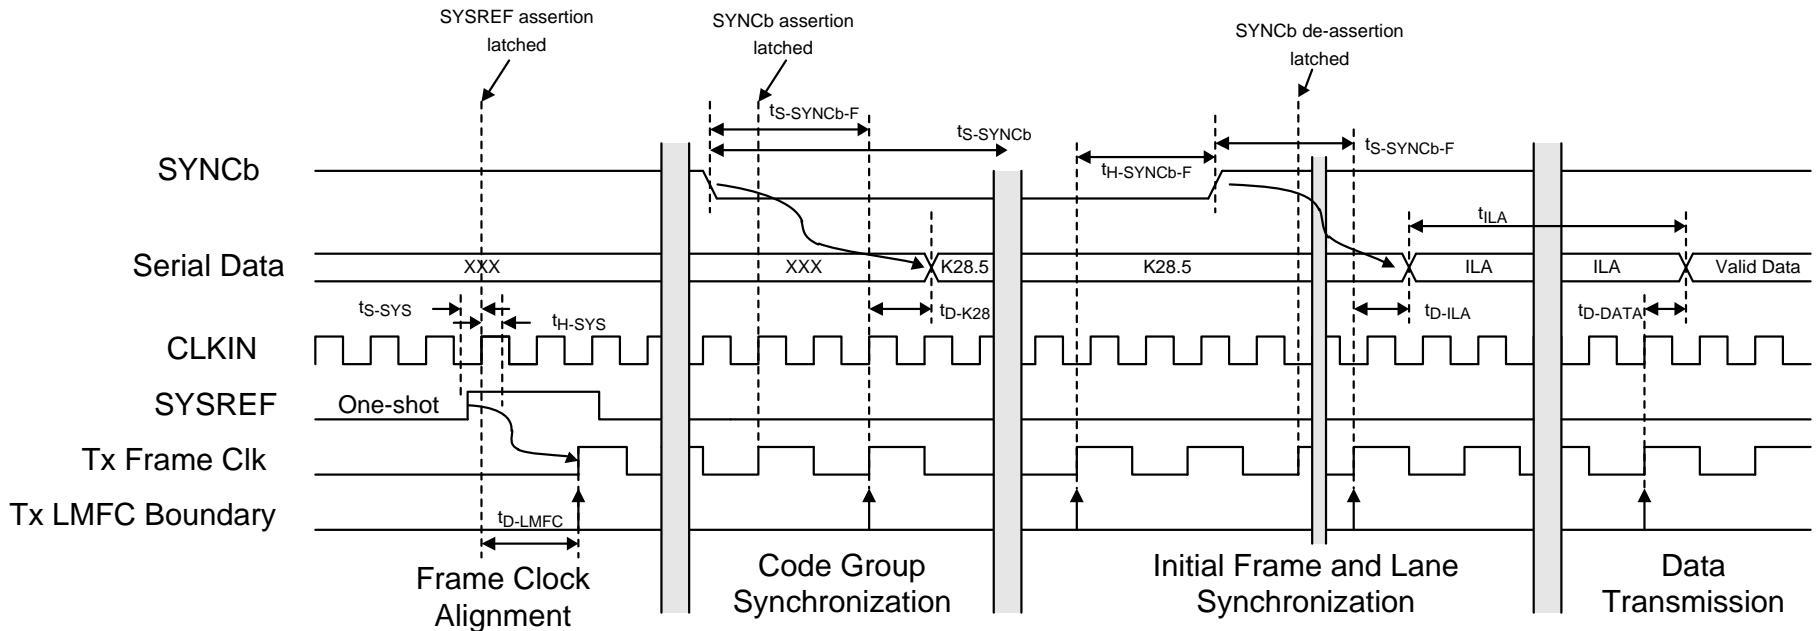 SYSREF assertion
latched
SYNCb assertion
latched
SYNCb de-assertion
latched
tS-SYNCb-F
tS-SYNCb
tS-SYNCb-F
tH-SYNCb-F
SYNCb
tILA
Serial Data
XXX
XXX
K28.5
K28.5
ILA
ILA
Valid Data
tS-SYS
tH-SYS
tD-K28
tD-ILA
tD-DATA
CLKIN
SYSREF
One-shot
Tx Frame Clk
Tx LMFC Boundary
tD-LMFC
Frame Clock
Alignment
Code Group
Synchronization
Initial Frame and Lane
Synchronization
Data
Transmission